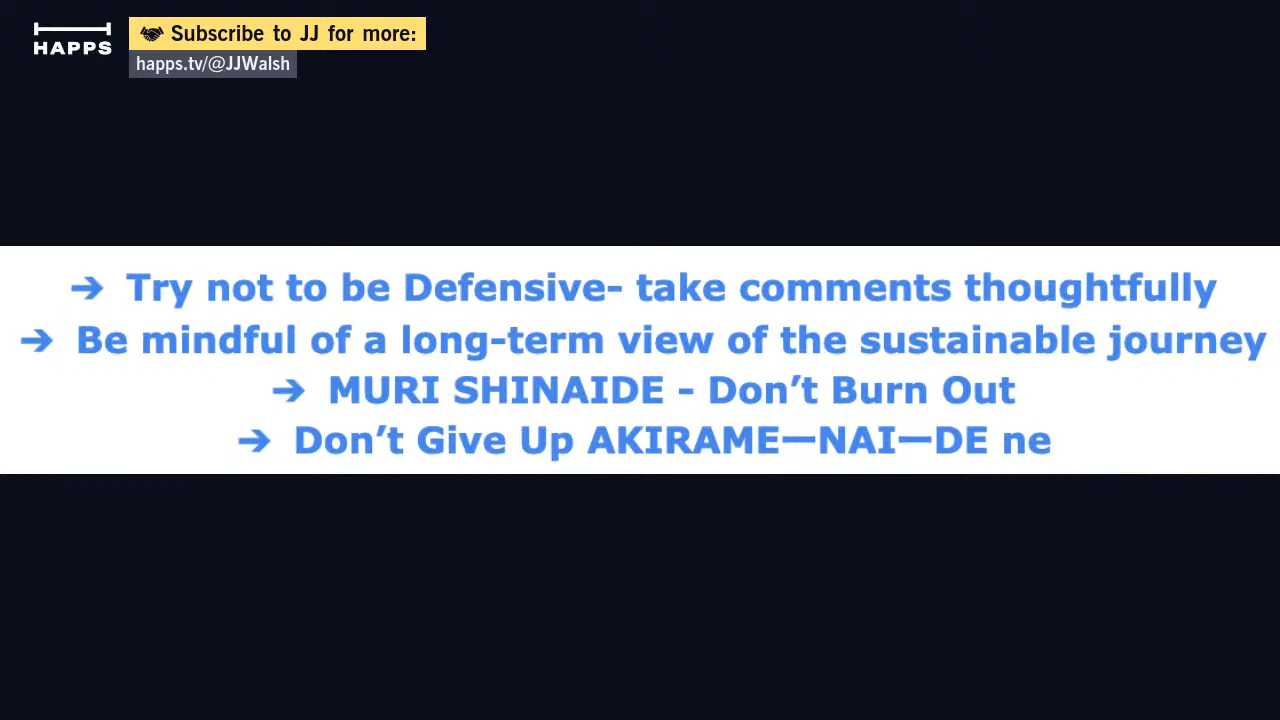 HAPPS
🤝 Subscribe to JJ for more:
happs.tv/@JJWalsh
➔ Try not to be Defensive- take comments thoughtfully
➔ Be mindful of a long-term view of the sustainable journey
➔ MURI SHINAIDE - Don’t Burn Out
➔ Don’t Give Up AKIRAME—NAI—DE ne